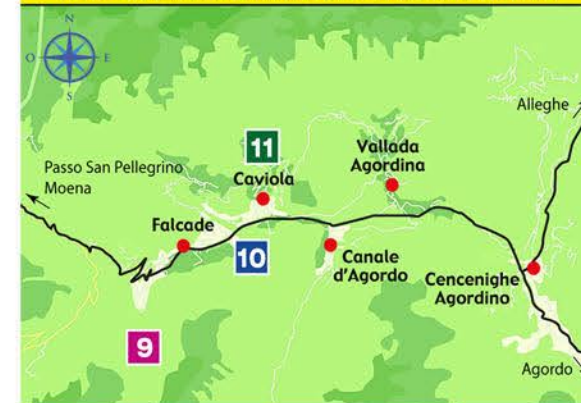 N
O
E
S
Alleghe
11
Vallada
Agordina
Passo San Pellegrino
Moena
Caviola
Falcade
10
Canale
d'Agordo
Cencenighe
Agordino
9
Agordo